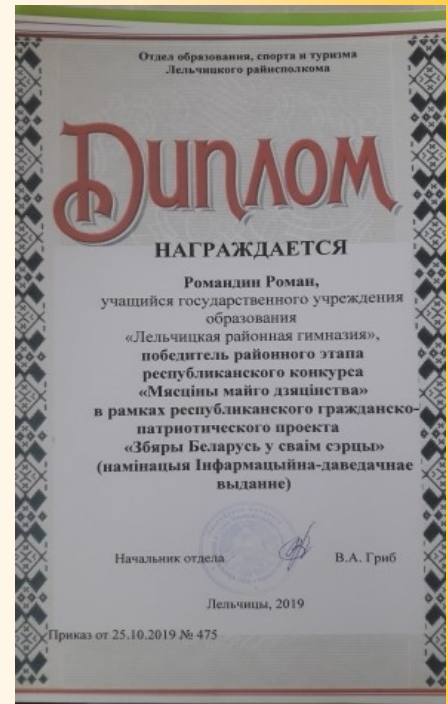 Отдел образования, спорта и туризма
Лельчицкого райисполкома
Диплом
НАГРАЖДАЕТСЯ
Романдин Роман,
учащийся государственного учреждения
образования
«Лельчицкая районная гимназия»,
победитель районного этапа
республиканского конкурса
«Мясціны майго дзяцінства»
в рамках республиканского гражданско-
патриотического проекта
«Збяры Беларусь у сваім сэрцы»
(намінацыя Інфармацыйна-даведачнае
выданне)
Начальник отдела В.А. Гриб
Лельчицы, 2019
Приказ от 25.10.2019 № 475